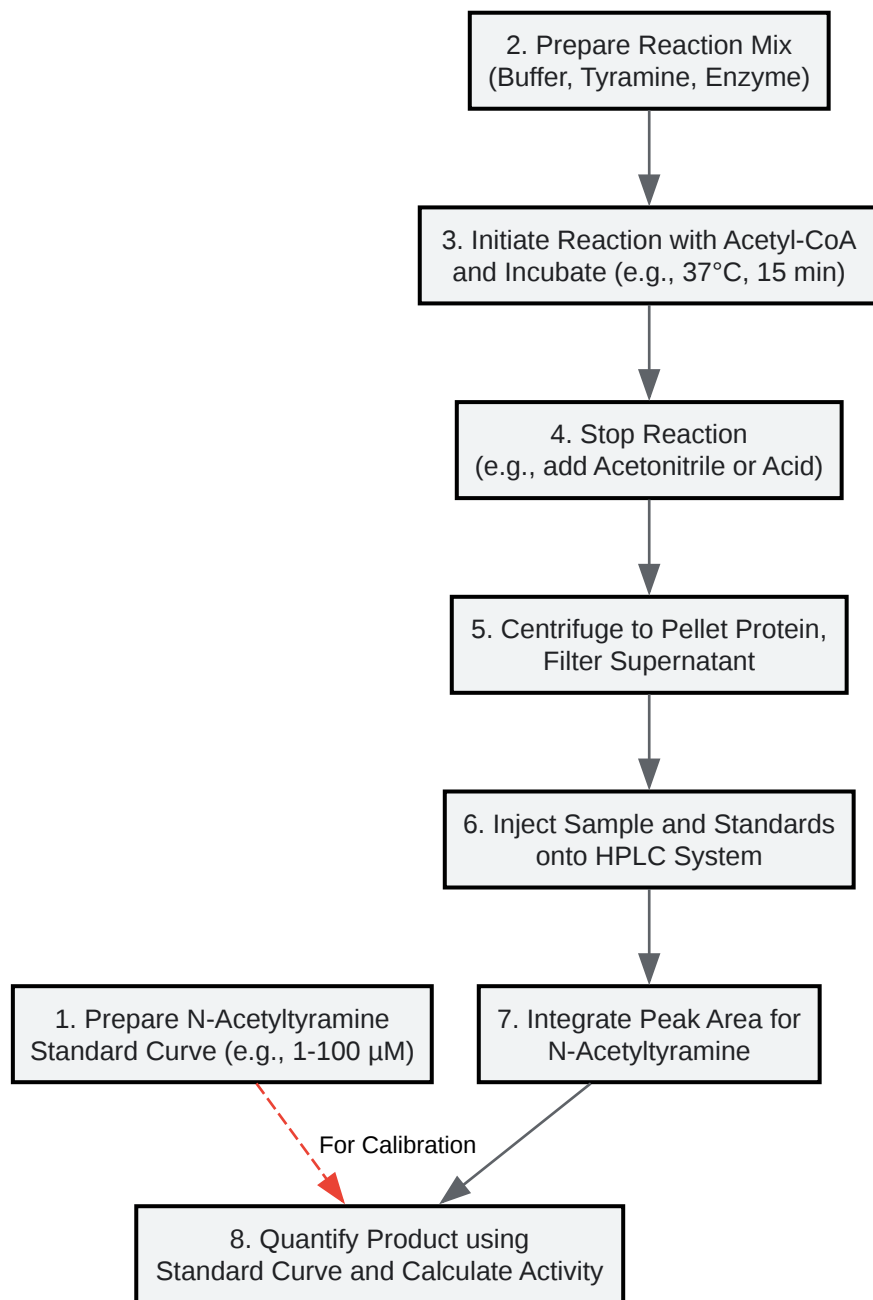 2. Prepare Reaction Mix
(Buffer, Tyramine, Enzyme)
3. Initiate Reaction with Acetyl-CoA
and Incubate (e.g., 37°C, 15 min)
4. Stop Reaction
(e.g., add Acetonitrile or Acid)
5. Centrifuge to Pellet Protein,
Filter Supernatant
6. Inject Sample and Standards
onto HPLC System
1. Prepare N-Acetyltyramine
Standard Curve (e.g., 1-100 µM)
7. Integrate Peak Area for
N-Acetyltyramine
For Calibration
8. Quantify Product using
Standard Curve and Calculate Activity